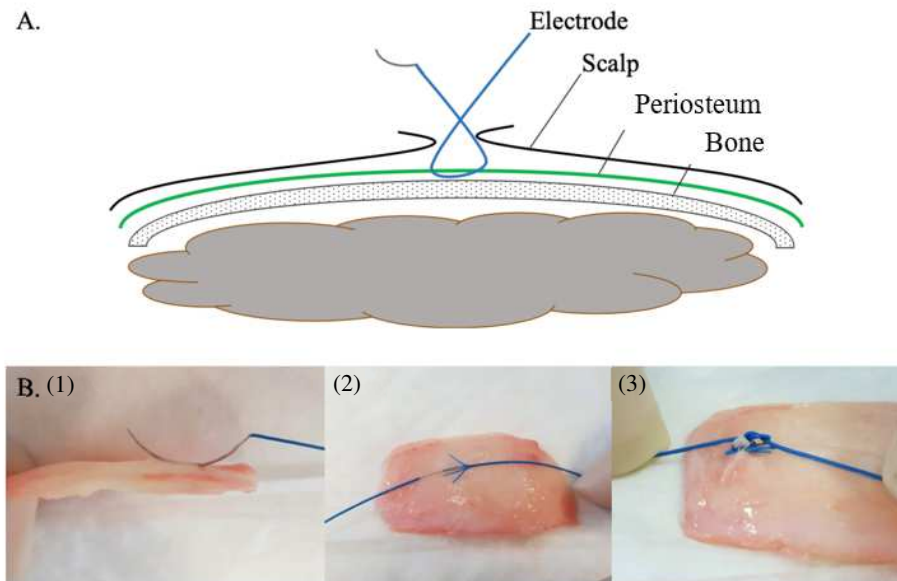 A.
Electrode
Scalp
Periosteum
Bone
B. (1)
(2)
(3)